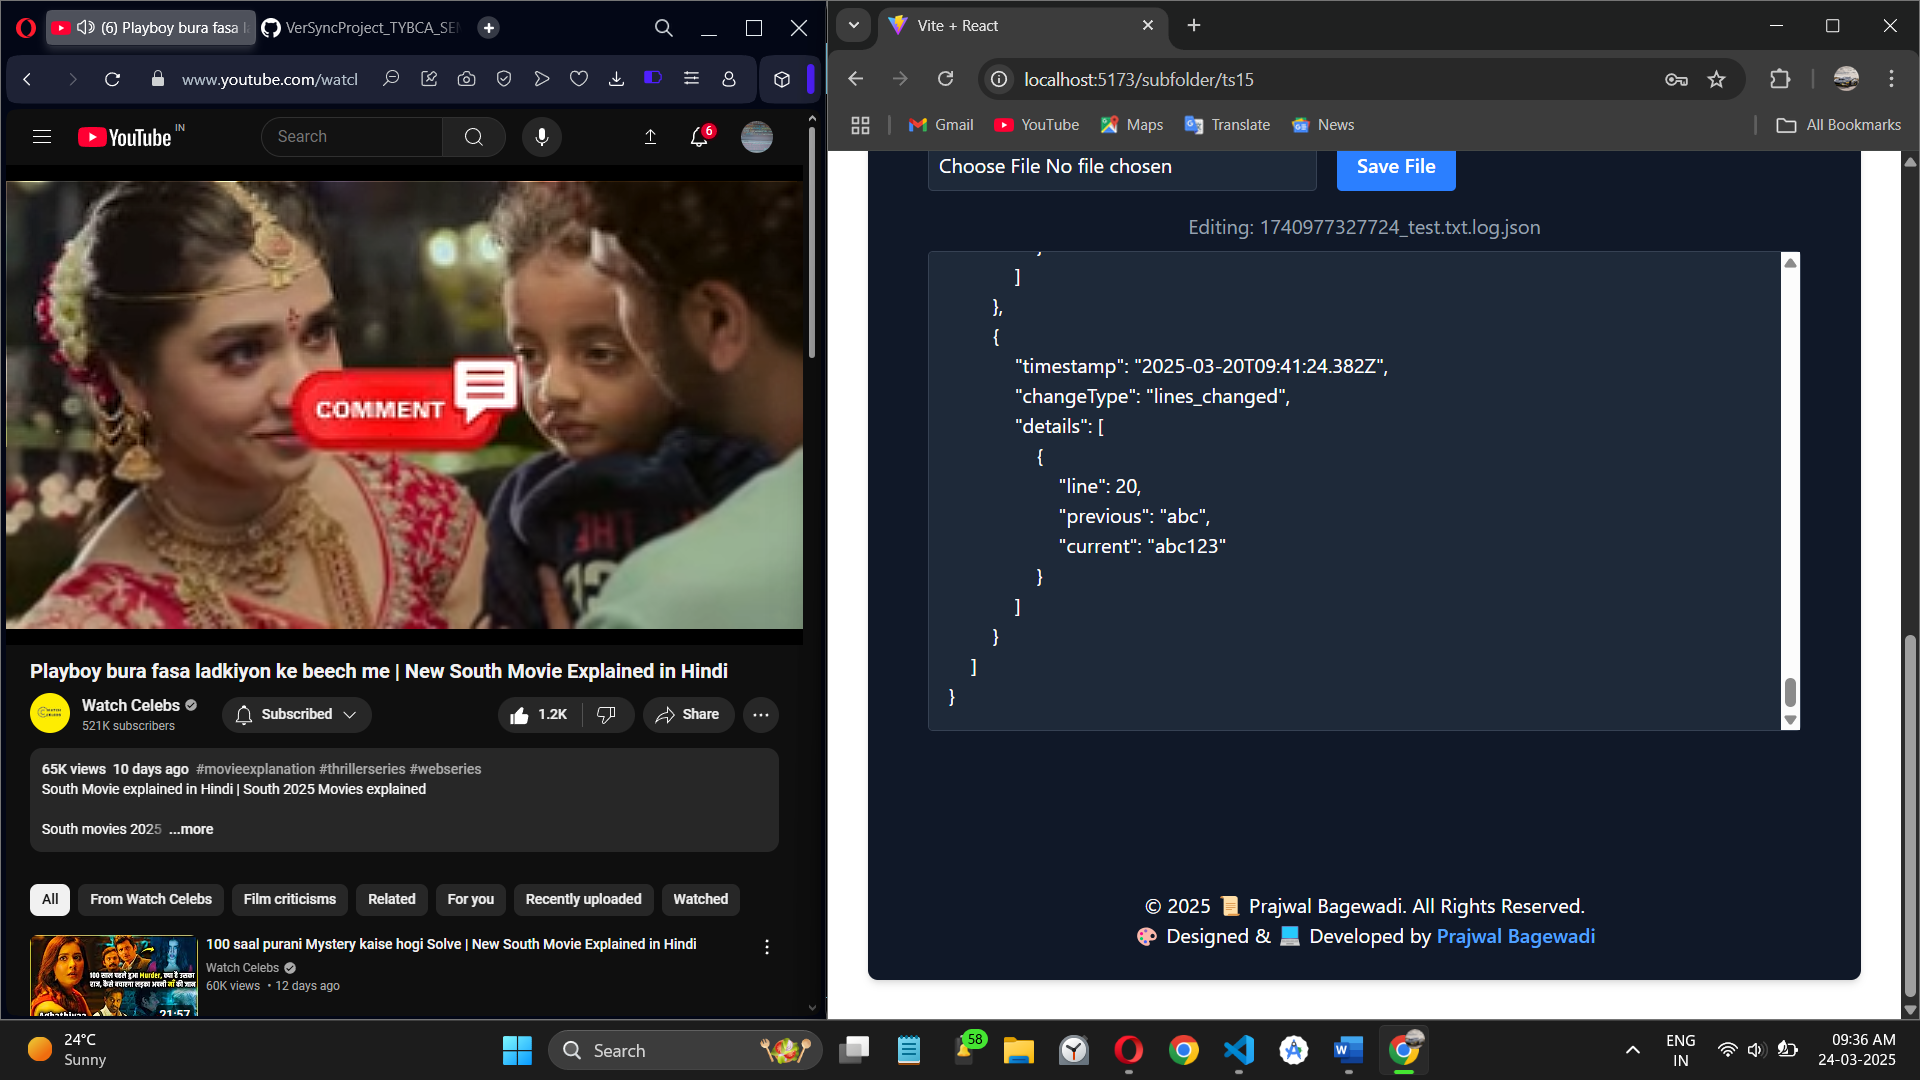 (6) Playboy bura fasa l
VerSyncProject_TYBCA_SEM
www.youtube.com/watcl
YouTube IN
Search
6
COMMENT
Playboy bura fasa ladkiyon ke beech me | New South Movie Explained in Hindi
Watch Celebs
521K subscribers
Subscribed
1.2K
Share
65K views 10 days ago #movieexplanation #thrillerseries #webseries
South Movie explained in Hindi | South 2025 Movies explained
South movies 2025 ...more
All
From Watch Celebs
Film criticisms
Related
For you
Recently uploaded
Watched
100 saal purani Mystery kaise hogi Solve | New South Movie Explained in Hindi
Watch Celebs
60K views • 12 days ago
21:57
Vite + React
localhost:5173/subfolder/ts15
Gmail
YouTube
Maps
Translate
News
All Bookmarks
Choose File No file chosen
Save File
Editing: 1740977327724_test.txt.log.json
]
},
{
"timestamp": "2025-03-20T09:41:24.382Z",
"changeType": "lines_changed",
"details": [
{
"line": 20,
"previous": "abc",
"current": "abc123"
}
]
}
]
}
© 2025 📜 Prajwal Bagewadi. All Rights Reserved.
🎨 Designed & 💻 Developed by Prajwal Bagewadi
24°C
Sunny
Search
58
ENG
IN
09:36 AM
24-03-2025